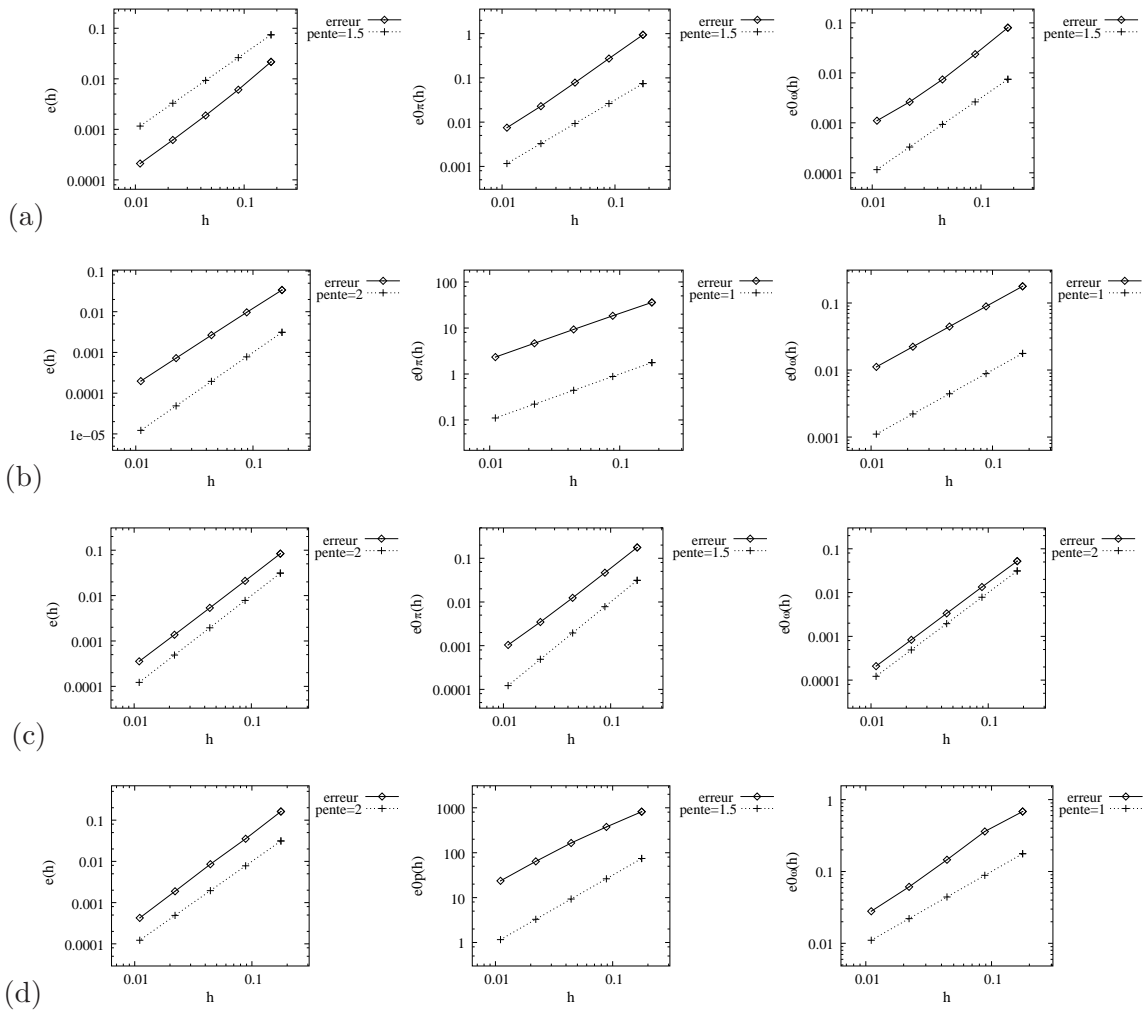 erreur
pente=1.5
0.1
0.01
0.001
0.0001
0.01
0.1
e(h)
h
erreur
pente=1.5
1
0.1
0.01
0.001
0.01
0.1
e0π(h)
h
erreur
pente=1.5
0.1
0.01
0.001
0.0001
0.01
0.1
e0ω(h)
h
(a)
erreur
pente=2
0.1
0.01
0.001
0.0001
1e−05
0.01
0.1
e(h)
h
erreur
pente=1
100
10
1
0.1
0.01
0.1
e0π(h)
h
erreur
pente=1
0.1
0.01
0.001
0.01
0.1
e0ω(h)
h
(b)
erreur
pente=2
0.1
0.01
0.001
0.0001
0.01
0.1
e(h)
h
erreur
pente=1.5
0.1
0.01
0.001
0.0001
0.01
0.1
e0π(h)
h
erreur
pente=2
0.1
0.01
0.001
0.0001
0.01
0.1
e0ω(h)
h
(c)
erreur
pente=2
0.1
0.01
0.001
0.0001
0.01
0.1
e(h)
h
erreur
pente=1.5
1000
100
10
1
0.01
0.1
e0p(h)
h
erreur
pente=1
1
0.1
0.01
0.01
0.1
e0ω(h)
h
(d)